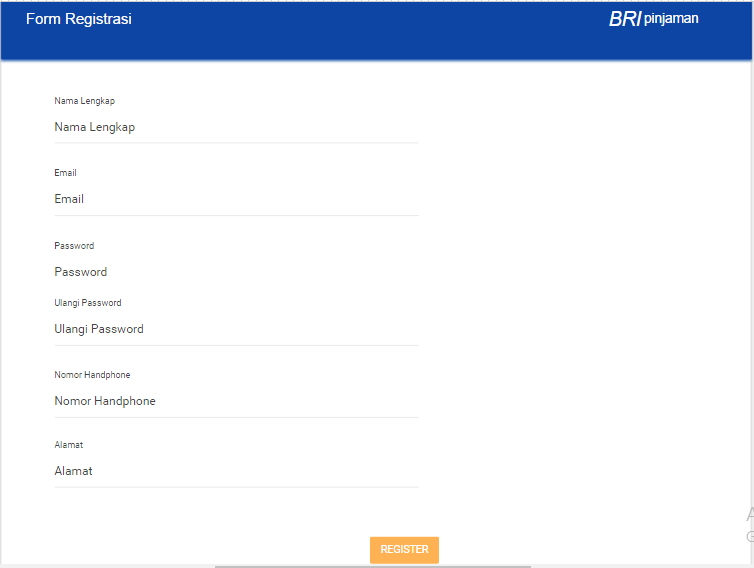 Form Registrasi
BRI pinjaman
Nama Lengkap
Nama Lengkap
Email
Email
Password
Password
Ulangi Password
Ulangi Password
Nomor Handphone
Nomor Handphone
Alamat
Alamat
REGISTER